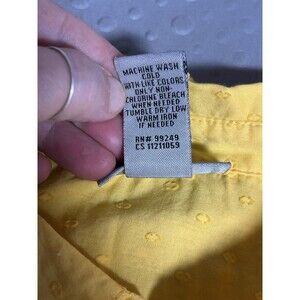 MACHINE WASH
COLD
WITH LIKE COLORS
ONLY NON-
CHLORINE BLEACH
WHEN NEEDED
TUMBLE DRY LOW
WARM IRON
IF NEEDED
RN# 99249
CS 11211059